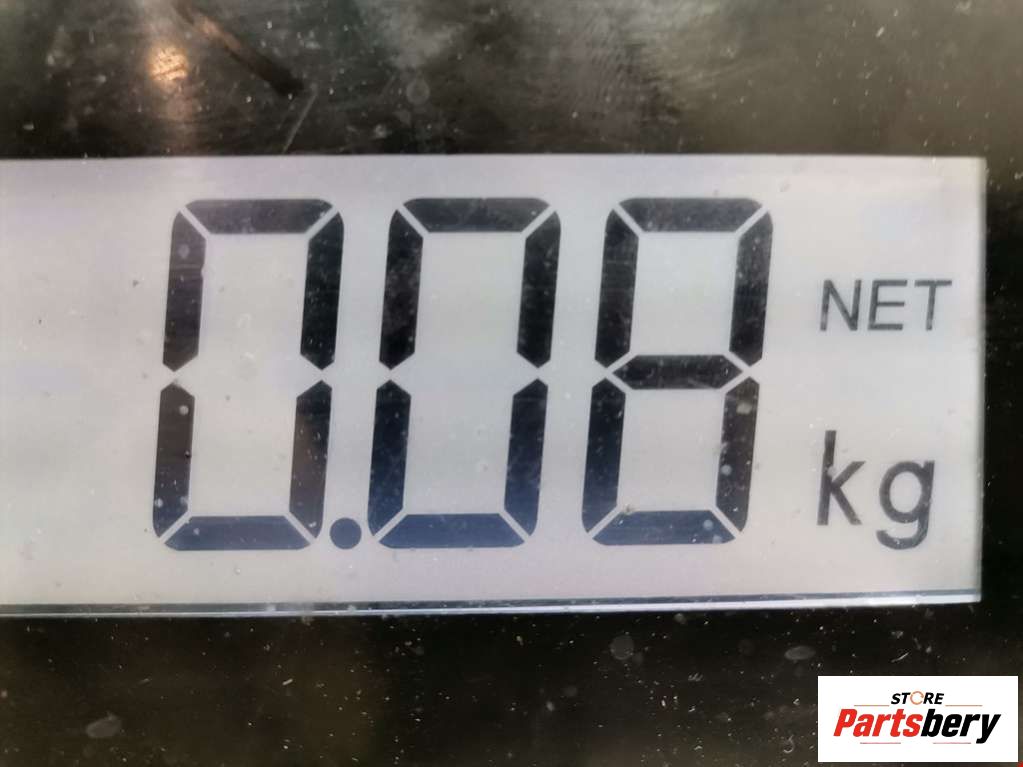 0.08 NET
kg
STORE
Partsbery